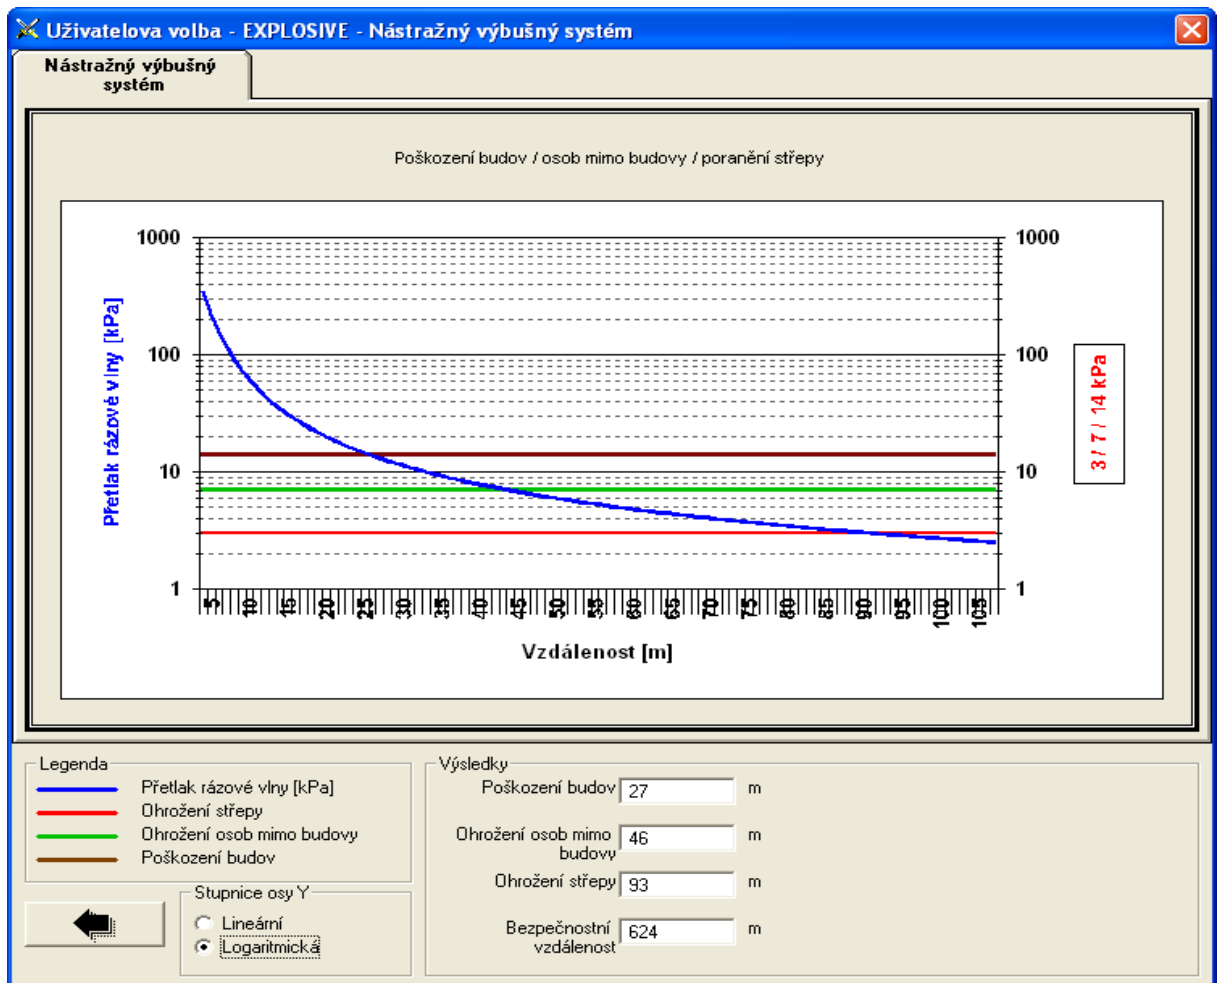 Uživatelova volba - EXPLOSIVE - Nástražný výbušný systém
Nástražný výbušný
systém
Poškození budov / osob mimo budovy / poranění střepy
1000
100
10
1
Přetlak rázové vlny [kPa]
1000
100
10
1
3 / 7 / 14 kPa
5 10 15 20 25 30 35 40 45 50 55 60 65 70 75 80 85 90 95 100 105
Vzdálenost [m]
Legenda
Přetlak rázové vlny [kPa]
Ohrožení střepy
Ohrožení osob mimo budovy
Poškození budov
Stupnice osy Y
Lineární
Logaritmická
Výsledky
Poškození budov 27 m
Ohrožení osob mimo
budovy 46 m
Ohrožení střepy 93 m
Bezpečnostní
vzdálenost 624 m